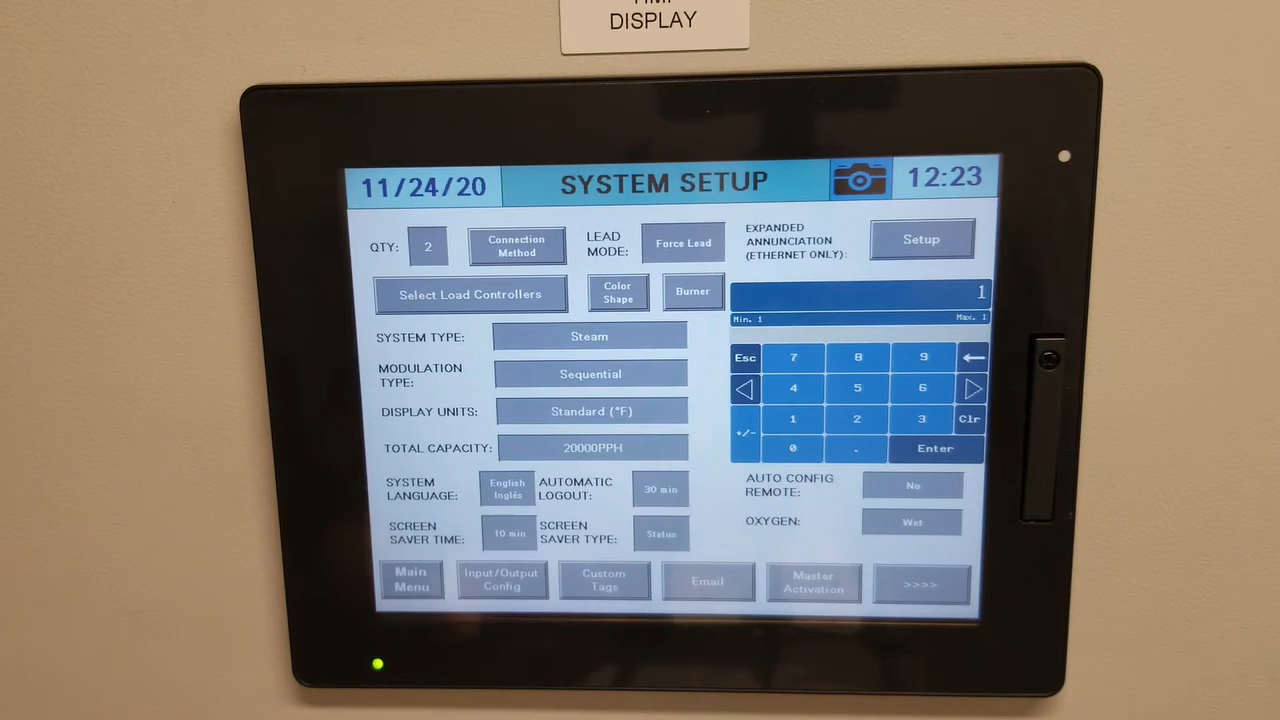 DISPLAY
11/24/20 SYSTEM SETUP 12:23
QTY: 2
Connection
Method
LEAD
MODE:
Force Lead
EXPANDED
ANNUNCIATION
(ETHERNET ONLY):
Setup
Select Load Controllers
Color
Shape
Burner
1
Min. 1 Max. 1
SYSTEM TYPE: Steam
MODULATION
TYPE:
Sequential
DISPLAY UNITS: Standard (°F)
TOTAL CAPACITY: 20000PPH
Esc 7 8 9
4 5 6
+/- 1 2 3 Clr
0 . Enter
SYSTEM
LANGUAGE:
English
Inglés
AUTOMATIC
LOGOUT:
30 min
AUTO CONFIG
REMOTE:
No
SCREEN
SAVER TIME:
10 min
SCREEN
SAVER TYPE:
Status
OXYGEN: Wet
Main
Menu
Input/Output
Config
Custom
Tags
Email
Master
Activation
>>>>